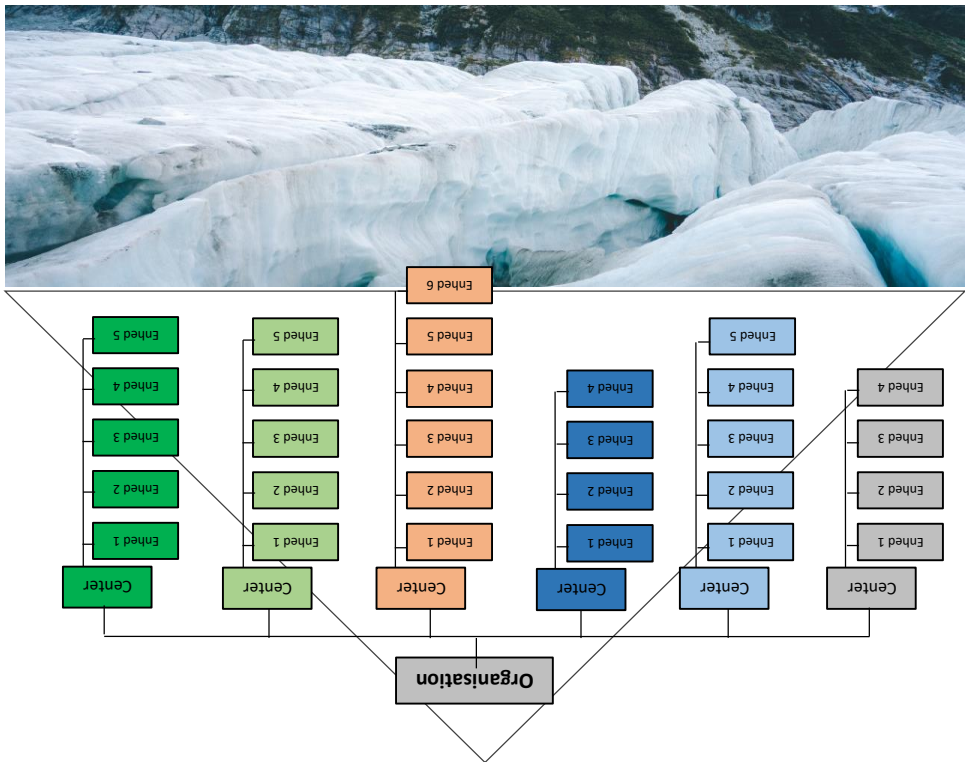 Organisation
Center
Enhed 1
Enhed 2
Enhed 3
Enhed 4
Center
Enhed 1
Enhed 2
Enhed 3
Enhed 4
Enhed 5
Center
Enhed 1
Enhed 2
Enhed 3
Enhed 4
Center
Enhed 1
Enhed 2
Enhed 3
Enhed 4
Enhed 5
Enhed 6
Center
Enhed 1
Enhed 2
Enhed 3
Enhed 4
Enhed 5
Center
Enhed 1
Enhed 2
Enhed 3
Enhed 4
Enhed 5